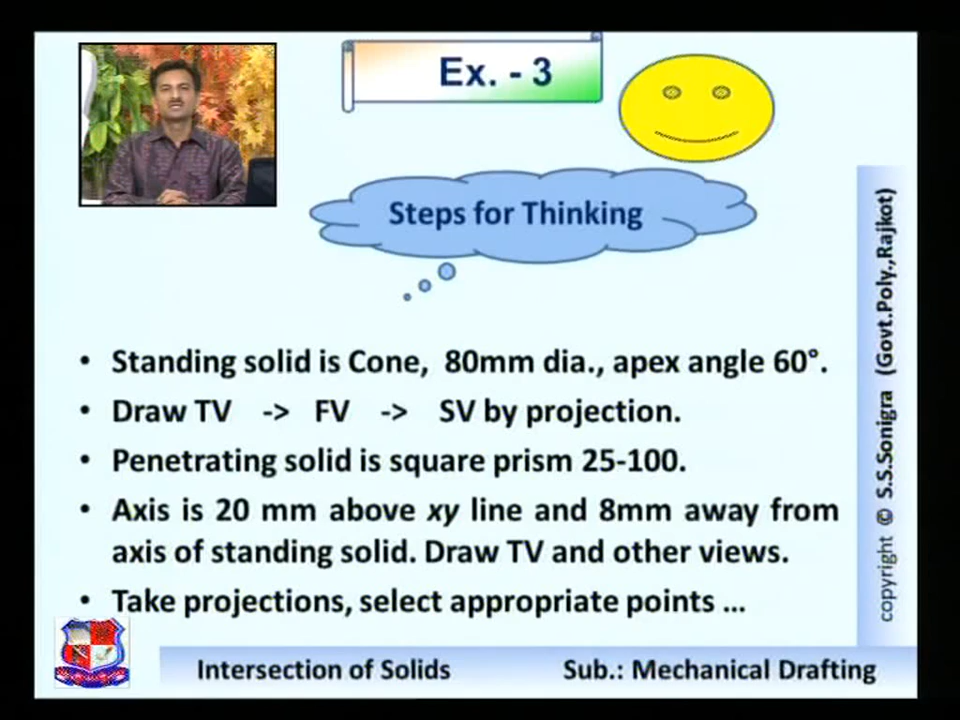 Ex. - 3
Steps for Thinking
• Standing solid is Cone, 80mm dia., apex angle 60°.
• Draw TV -> FV -> SV by projection.
• Penetrating solid is square prism 25-100.
• Axis is 20 mm above xy line and 8mm away from
axis of standing solid. Draw TV and other views.
• Take projections, select appropriate points ...
Intersection of Solids
Sub.: Mechanical Drafting
copyright © S.S.Sonigra (Govt.Poly.,Rajkot)